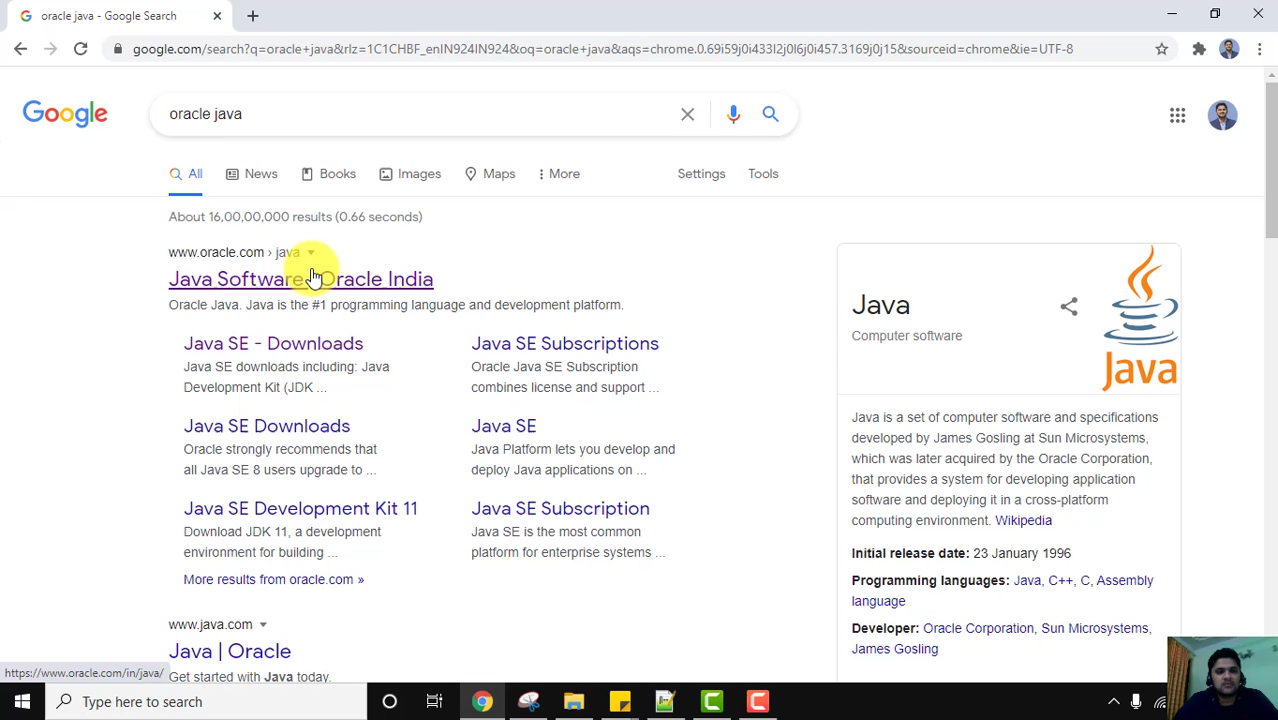 oracle java - Google Search
google.com/search?q=oracle+java&rlz=1C1CHBF_enIN924IN924&oq=oracle+java&aqs=chrome.0.69i59j0i433l2j0l6j0i457.3169j0j15&sourceid=chrome&ie=UTF-8
Google
oracle java
All News Books Images Maps More Settings Tools
About 16,00,00,000 results (0.66 seconds)
www.oracle.com › java
Java Software Oracle India
Oracle Java. Java is the #1 programming language and development platform.
Java SE - Downloads
Java SE downloads including: Java
Development Kit (JDK ...
Java SE Subscriptions
Oracle Java SE Subscription
combines license and support ...
Java SE Downloads
Oracle strongly recommends that
all Java SE 8 users upgrade to ...
Java SE
Java Platform lets you develop and
deploy Java applications on ...
Java SE Development Kit 11
Download JDK 11, a development
environment for building ...
Java SE Subscription
Java SE is the most common
platform for enterprise systems ...
More results from oracle.com »
www.java.com
Java | Oracle
Get started with Java today.
Java
Computer software
Java
Java is a set of computer software and specifications
developed by James Gosling at Sun Microsystems,
which was later acquired by the Oracle Corporation,
that provides a system for developing application
software and deploying it in a cross-platform
computing environment. Wikipedia
Initial release date: 23 January 1996
Programming languages: Java, C++, C, Assembly
language
Developer: Oracle Corporation, Sun Microsystems,
James Gosling
https://www.oracle.com/in/java/
Type here to search